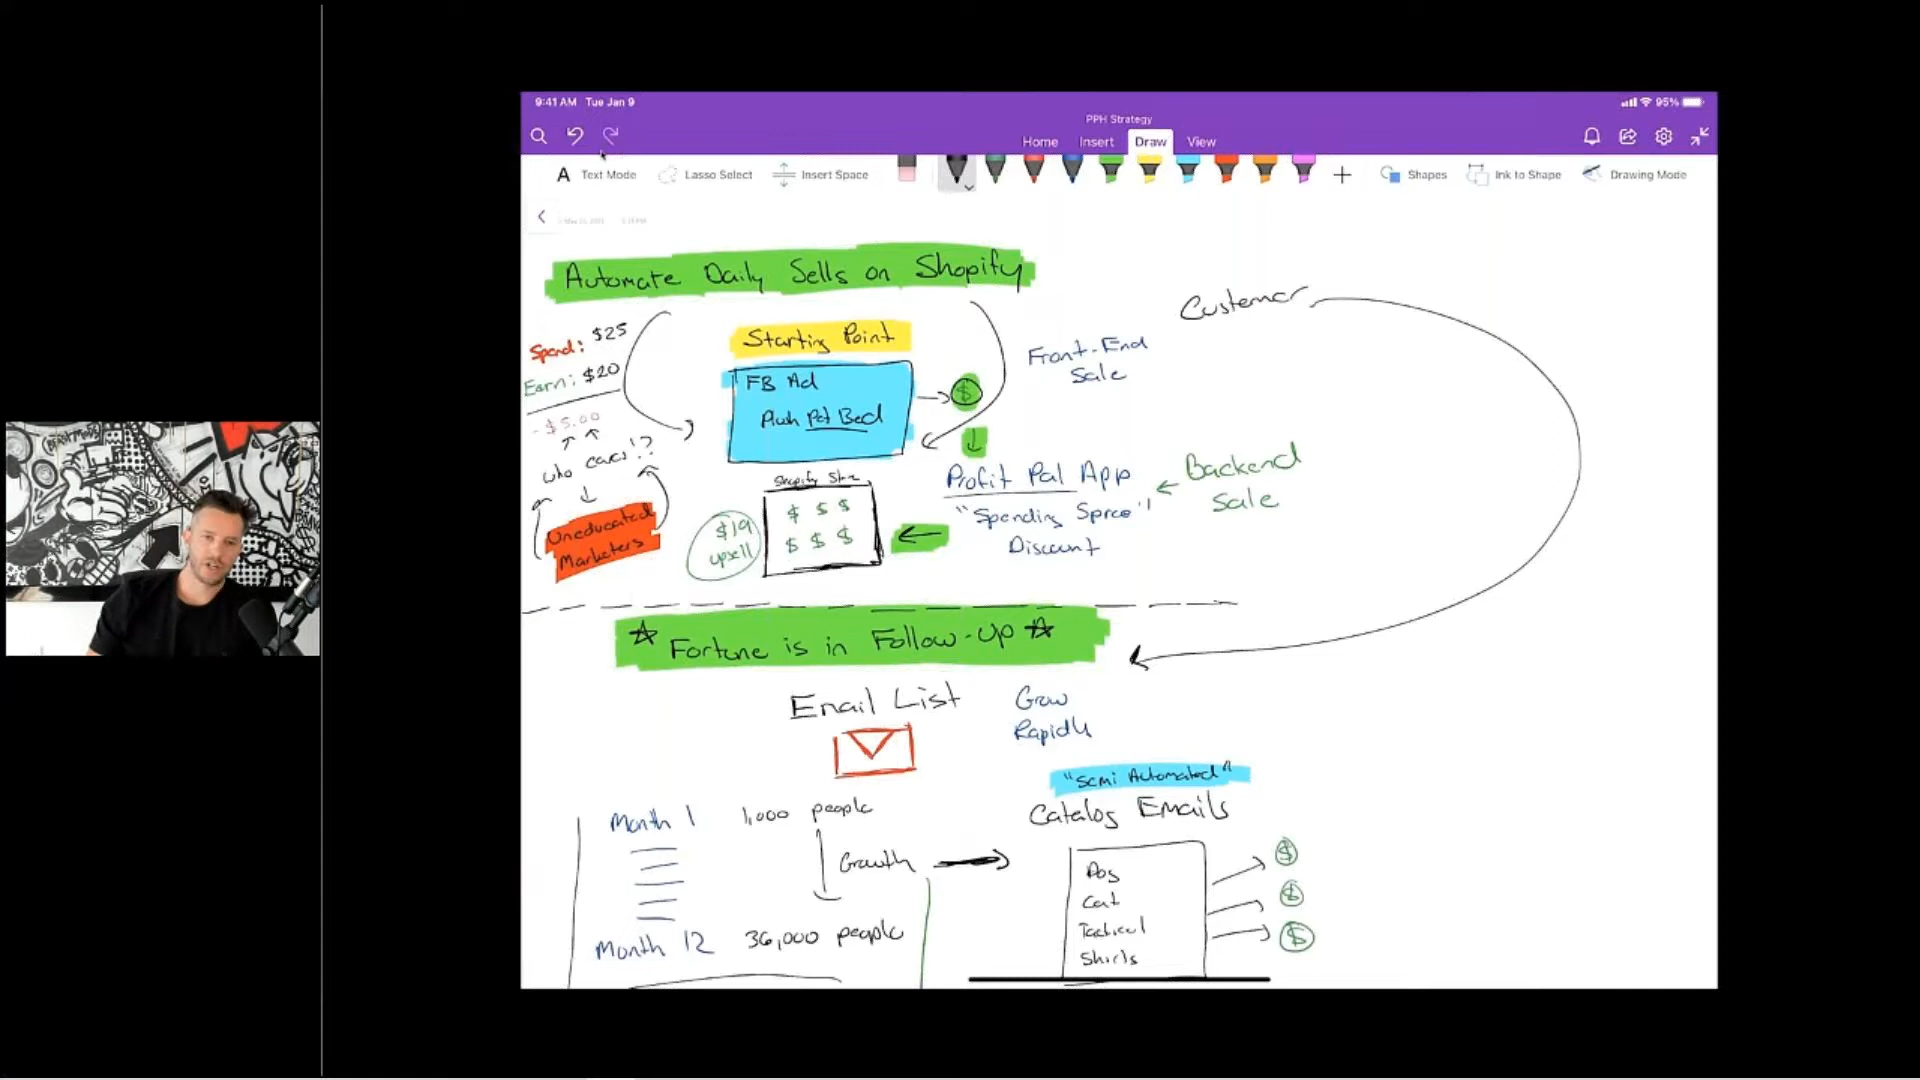 9:41 AM Tue Jan 9
95%
PPH Strategy
Home Insert Draw View
A Text Mode Lasso Select Insert Space
Shapes Ink to Shape Drawing Mode
Automate Daily Sells on Shopify
Customer
Spend: $25
Earn: $20
- $5.00
who cares!?
Uneducated
Marketers
Starting Point
FB Ad
Plush Pet Bed
$
Front-End
Sale
Shopify Store
$ $ $
$ $ $
$19
upsell
Profit Pal App
"Spending Spree"
Discount
Backend
Sale
Fortune is in Follow-Up
Email List
Grow
Rapidly
"Semi Automated"
Catalog Emails
Month 1 1,000 people
Growth
Month 12 36,000 people
Dog
Cat
Tactical
Shirts
$
$
$